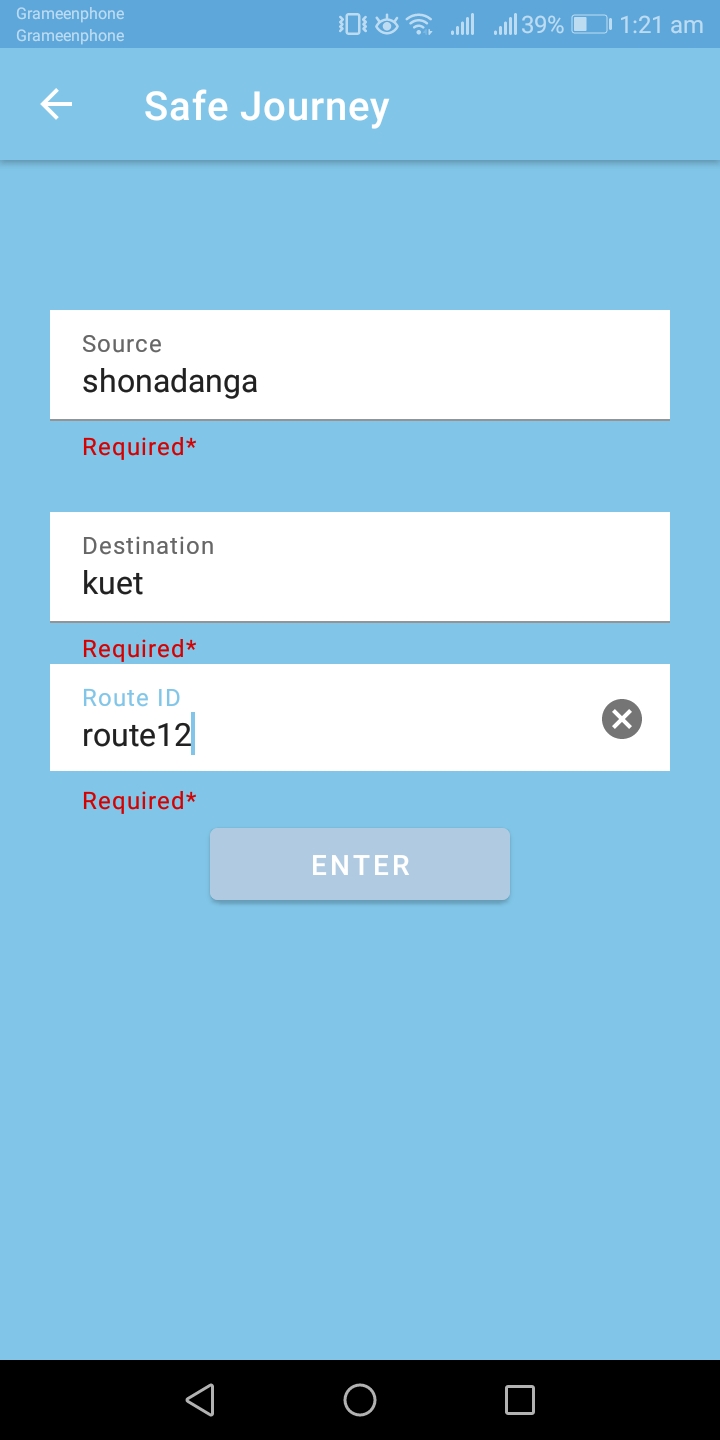 Grameenphone
Grameenphone
39% 1:21 am
Safe Journey
Source
shonadanga
Required*
Destination
kuet
Required*
Route ID
route12
Required*
ENTER